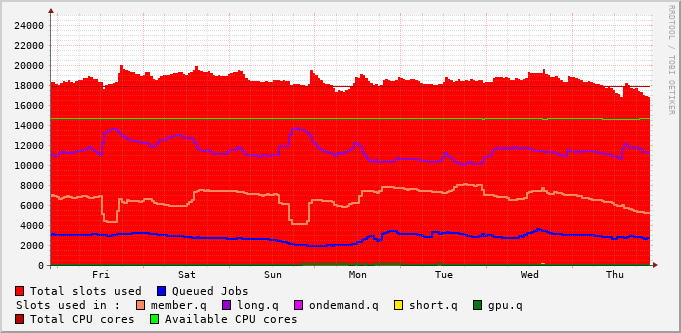 RRDTOOL / TOBI OETIKER
24000
22000
20000
18000
16000
14000
12000
10000
8000
6000
4000
2000
0
Fri Sat Sun Mon Tue Wed Thu
Total slots used Queued Jobs
Slots used in : member.q long.q ondemand.q short.q gpu.q
Total CPU cores Available CPU cores